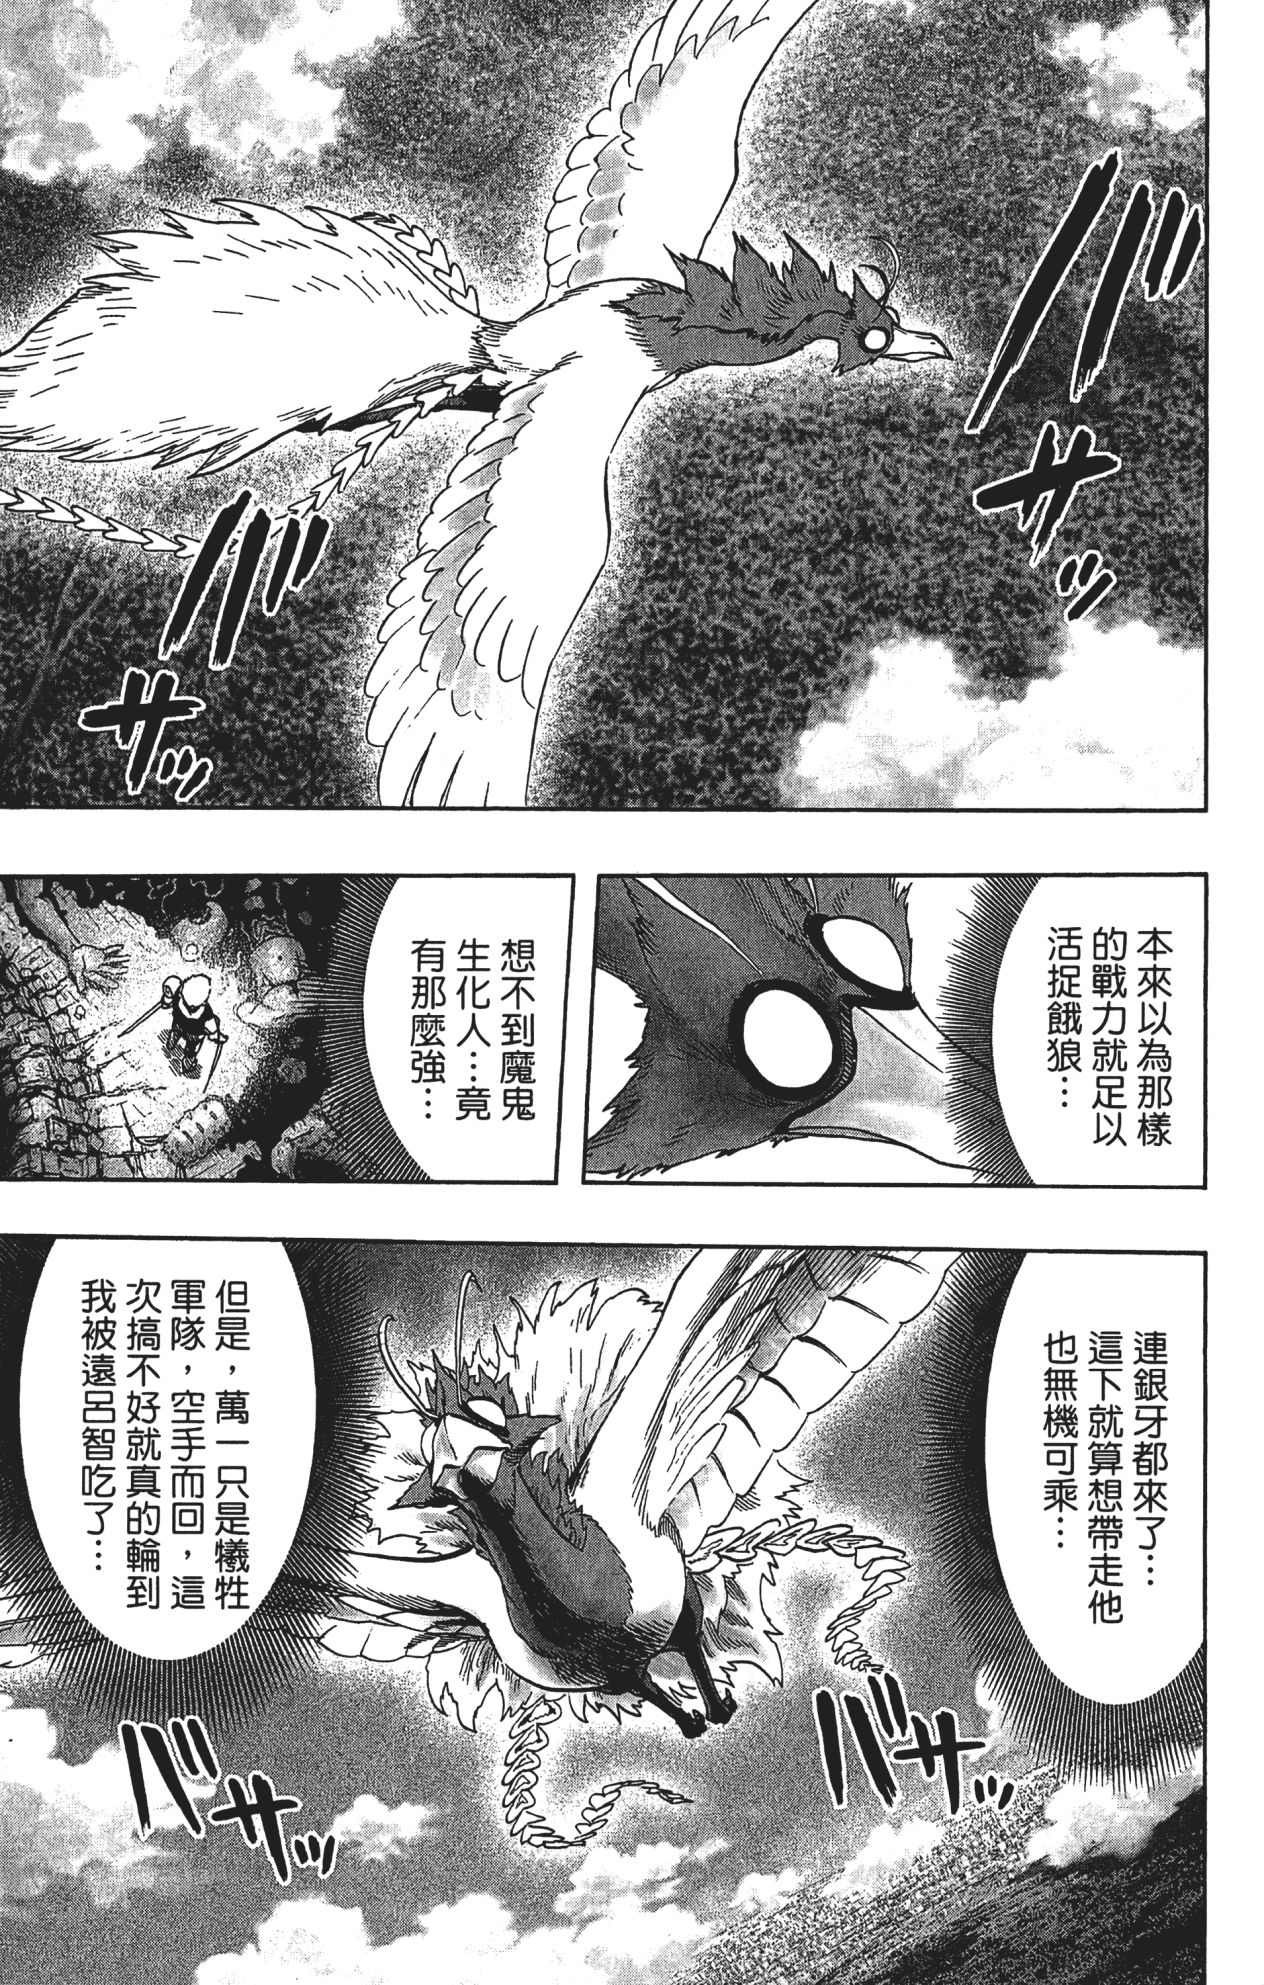 バババ
サッ
バババ
サッ
本來以為那樣
的戰力就足以
活捉餓狼…
想不到魔鬼
生化人…竟
有那麼強…
連銀牙都來了…
這下就算想帶走他
也無機可乘…
但是，萬一只是犧牲
軍隊，空手而回，這
次搞不好就真的輪到
我被遠呂智吃了…
バサッ
バサッ